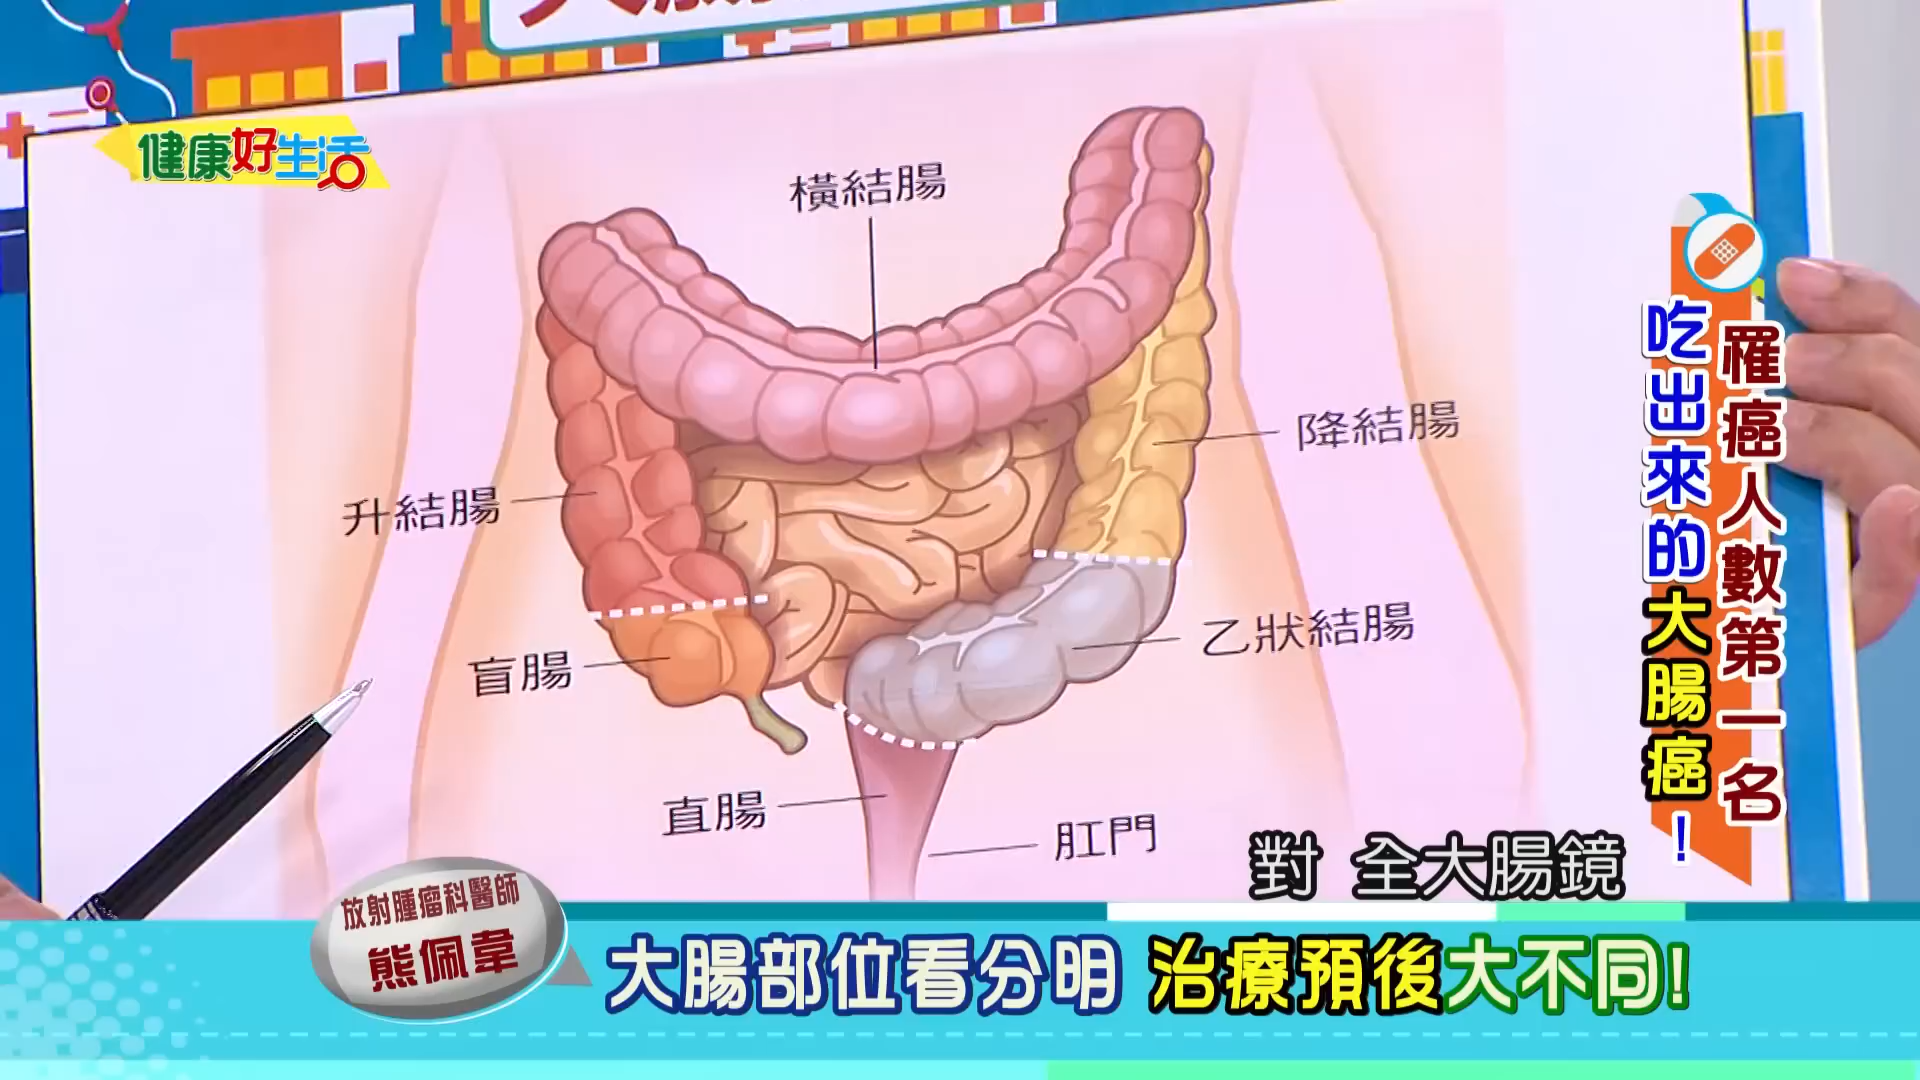 健康好生活
橫結腸
降結腸
升結腸
乙狀結腸
盲腸
直腸
肛門
罹癌人數第一名
吃出來的大腸癌！
對 全大腸鏡
放射腫瘤科醫師
熊佩韋
大腸部位看分明 治療預後大不同!